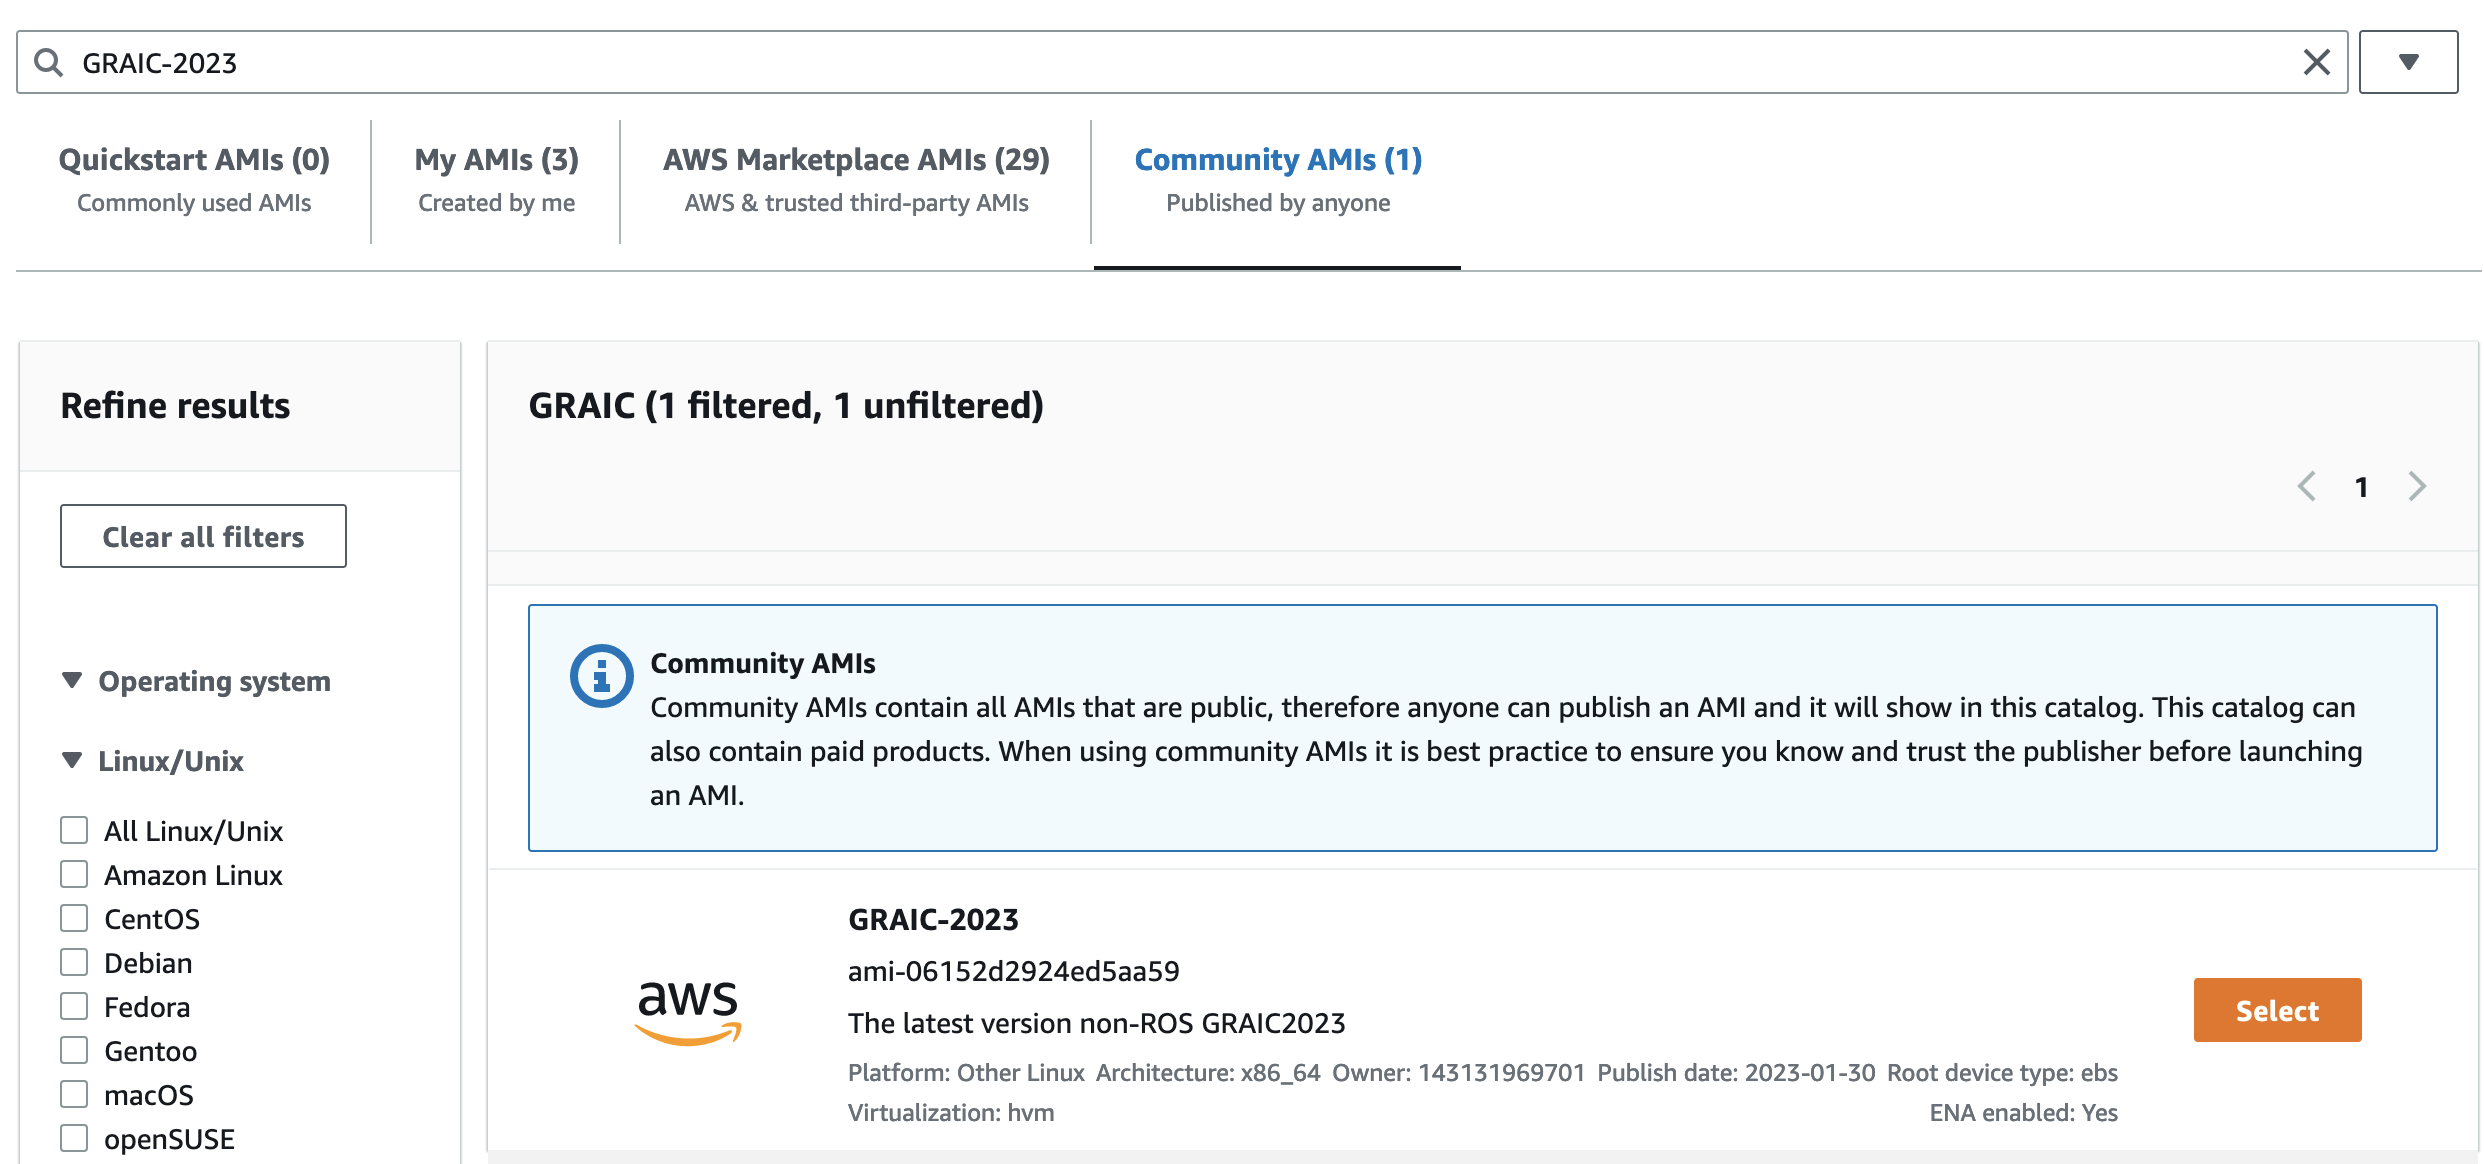 GRAIC-2023
Quickstart AMIs (0)
Commonly used AMIs
My AMIs (3)
Created by me
AWS Marketplace AMIs (29)
AWS & trusted third-party AMIs
Community AMIs (1)
Published by anyone
Refine results
Clear all filters
Operating system
Linux/Unix
All Linux/Unix
Amazon Linux
CentOS
Debian
Fedora
Gentoo
macOS
openSUSE
GRAIC (1 filtered, 1 unfiltered)
1
Community AMIs
Community AMIs contain all AMIs that are public, therefore anyone can publish an AMI and it will show in this catalog. This catalog can
also contain paid products. When using community AMIs it is best practice to ensure you know and trust the publisher before launching
an AMI.
aws
GRAIC-2023
ami-06152d2924ed5aa59
The latest version non-ROS GRAIC2023
Platform: Other Linux Architecture: x86_64 Owner: 143131969701 Publish date: 2023-01-30 Root device type: ebs
Virtualization: hvm ENA enabled: Yes
Select